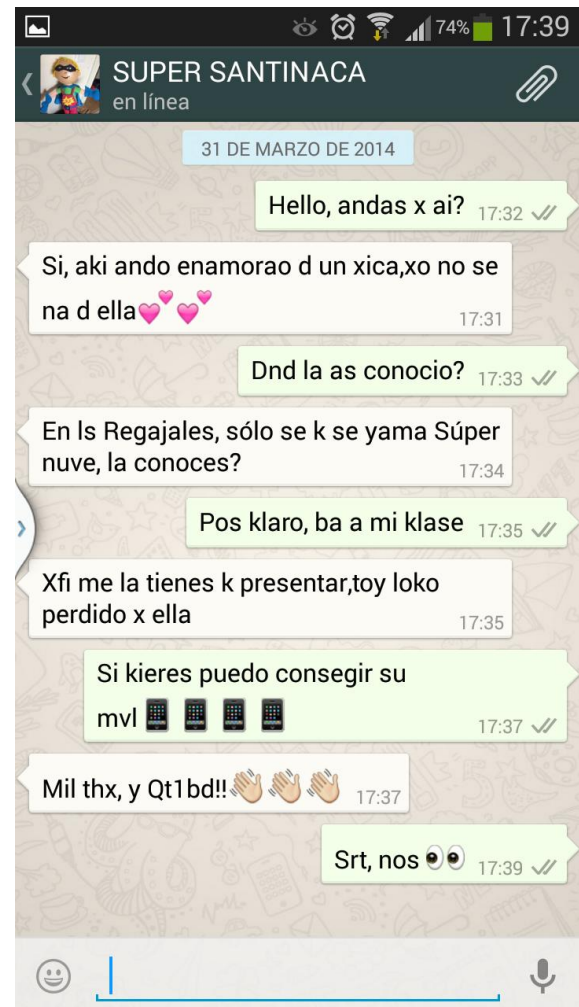 74% 17:39
SUPER SANTINACA
en línea
31 DE MARZO DE 2014
Hello, andas x ai? 17:32
Si, aki ando enamorao d un xica,xo no se
na d ella💕💕 17:31
Dnd la as conocio? 17:33
En ls Regajales, sólo se k se yama Súper
nuve, la conoces? 17:34
Pos klaro, ba a mi klase 17:35
Xfi me la tienes k presentar,toy loko
perdido x ella 17:35
Si kieres puedo consegir su
mvl📱📱📱📱 17:37
Mil thx, y Qt1bd!!👋👋👋 17:37
Srt, nos 👀 17:39